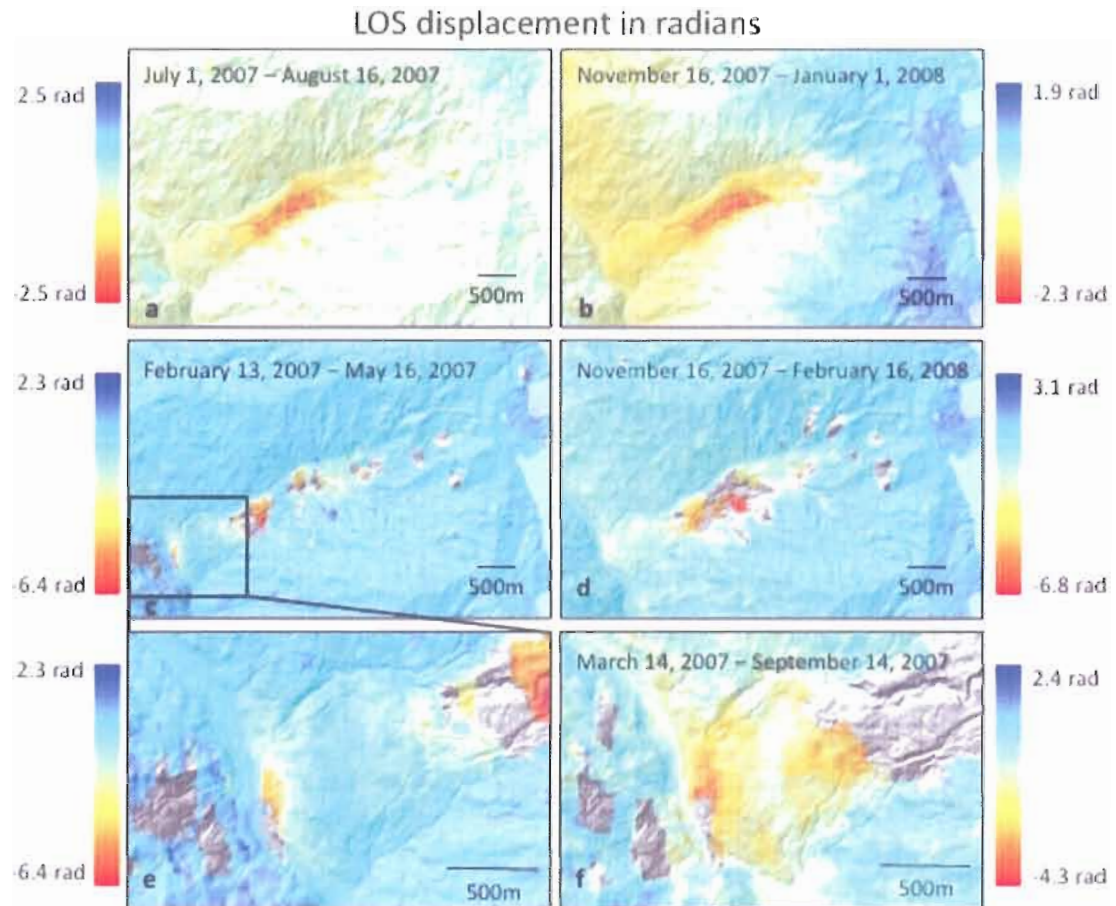 LOS displacement in radians
July 1, 2007 – August 16, 2007
2.5 rad
-2.5 rad
500m
a
November 16, 2007 – January 1, 2008
1.9 rad
-2.3 rad
500m
b
February 13, 2007 – May 16, 2007
2.3 rad
-6.4 rad
500m
c
November 16, 2007 – February 16, 2008
3.1 rad
-6.8 rad
500m
d
2.3 rad
-6.4 rad
500m
e
March 14, 2007 – September 14, 2007
2.4 rad
-4.3 rad
500m
f